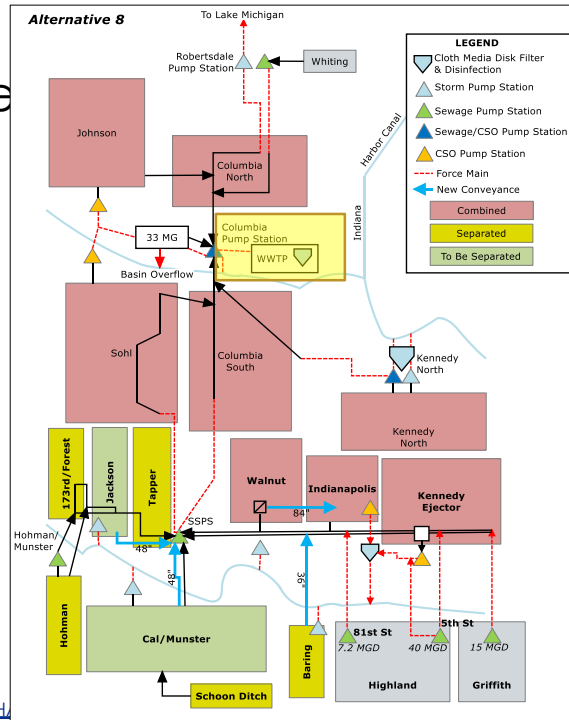 Alternative 8
To Lake Michigan
Robertsdale
Pump Station
Whiting
LEGEND
Cloth Media Disk Filter
& Disinfection
Storm Pump Station
Sewage Pump Station
Sewage/CSO Pump Station
CSO Pump Station
Force Main
New Conveyance
Combined
Separated
To Be Separated
e
Johnson
Columbia
North
Harbor Canal
Indiana
33 MG
Columbia
Pump Station
WWTP
Basin Overflow
Sohl
Columbia
South
Kennedy
North
Kennedy
North
173rd/Forest
Jackson
Tapper
Walnut
Indianapolis
Kennedy
Ejector
84"
SSPS
Hohman/
Munster
48"
48"
36"
Hohman
Cal/Munster
Schoon Ditch
Baring
81st St
5th St
7.2 MGD
40 MGD
15 MGD
Highland
Griffith